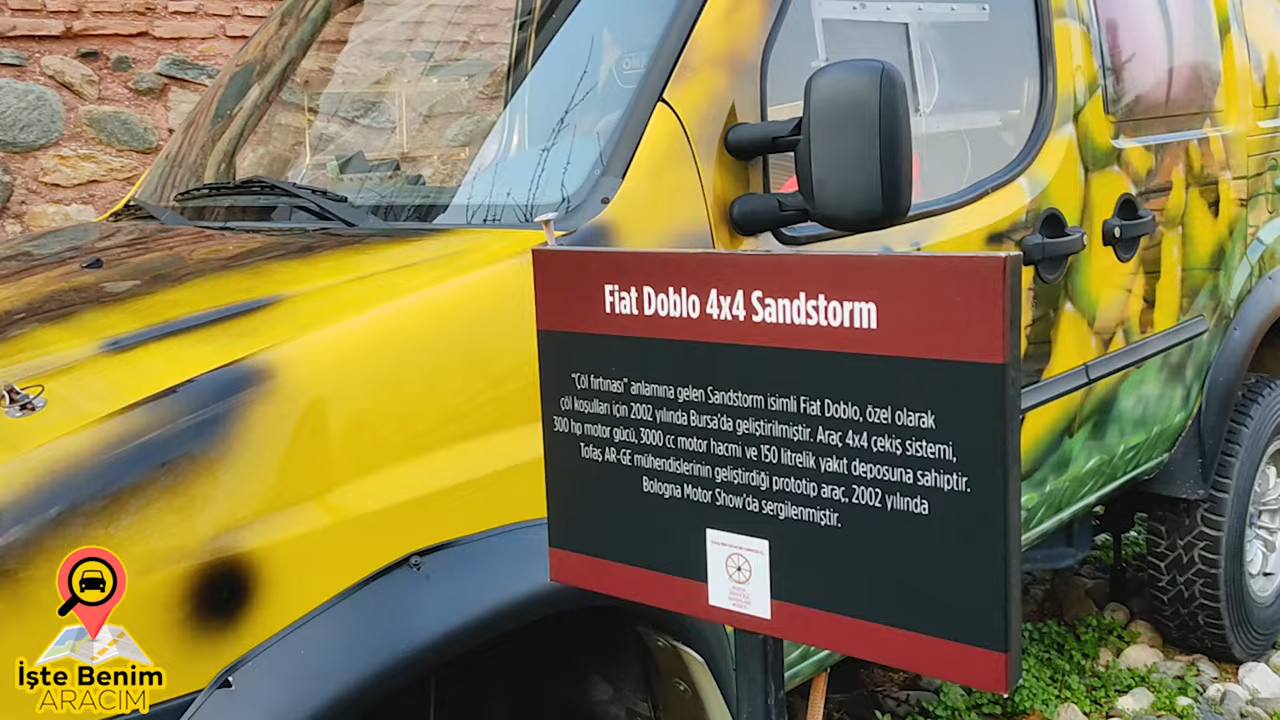 Fiat Doblo 4x4 Sandstorm
"Çöl fırtınası" anlamına gelen Sandstorm isimli Fiat Doblo, özel olarak
çöl koşulları için 2002 yılında Bursa'da geliştirilmiştir. Araç 4x4 çekiş sistemi,
300 hp motor gücü, 3000 cc motor hacmi ve 150 litrelik yakıt deposuna sahiptir.
Tofaş AR-GE mühendislerinin geliştirdiği prototip araç, 2002 yılında
Bologna Motor Show'da sergilenmiştir.
İşte Benim
ARACIM